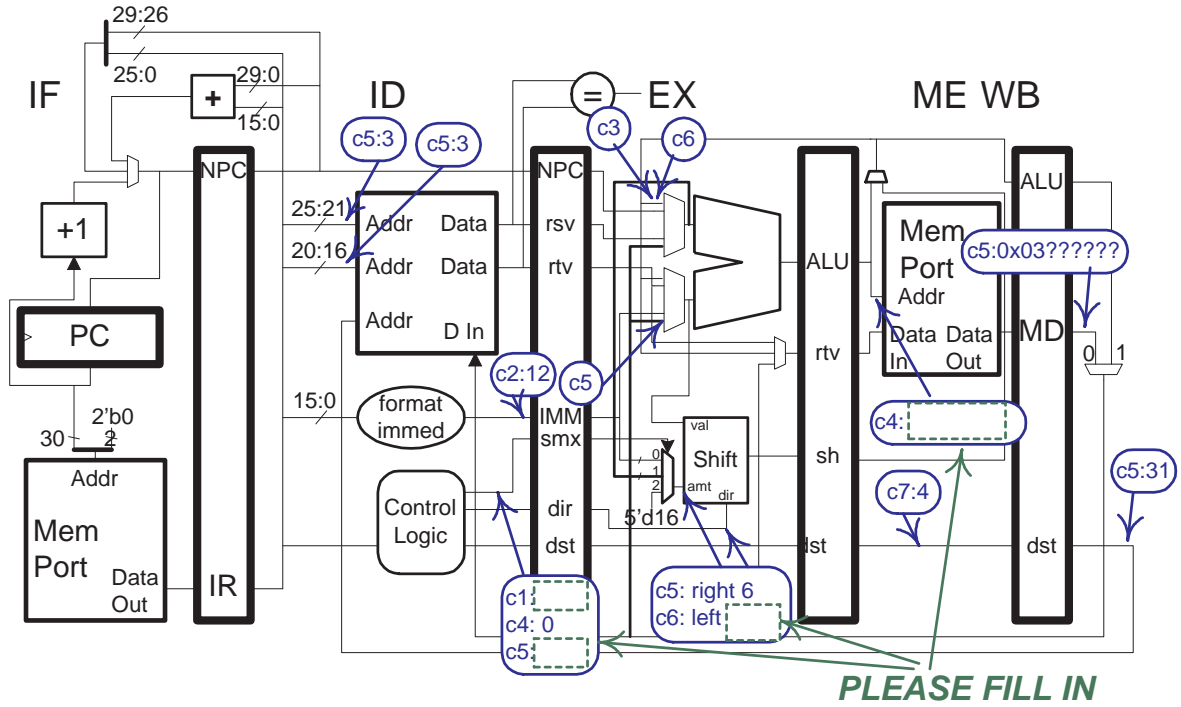 29:26
25:0
IF
+
29:0
15:0
ID
=
EX
ME WB
c5:3
c5:3
c3
c6
NPC
NPC
ALU
+1
25:21
Addr
Data
rsv
20:16
Addr
Data
rtv
Addr
D In
ALU
Mem
Port
Addr
Data
In
Data
Out
c5:0x03??????
MD
0
1
PC
rtv
c2:12
c5
15:0
format
immed
IMM
smx
2'b0
30
2
Addr
Mem
Port
Data
Out
IR
Control
Logic
dir
dst
0
1
2
5'd16
val
Shift
amt
dir
sh
dst
c4:
c7:4
c5:31
dst
c1:
c4: 0
c5:
c5: right 6
c6: left
PLEASE FILL IN